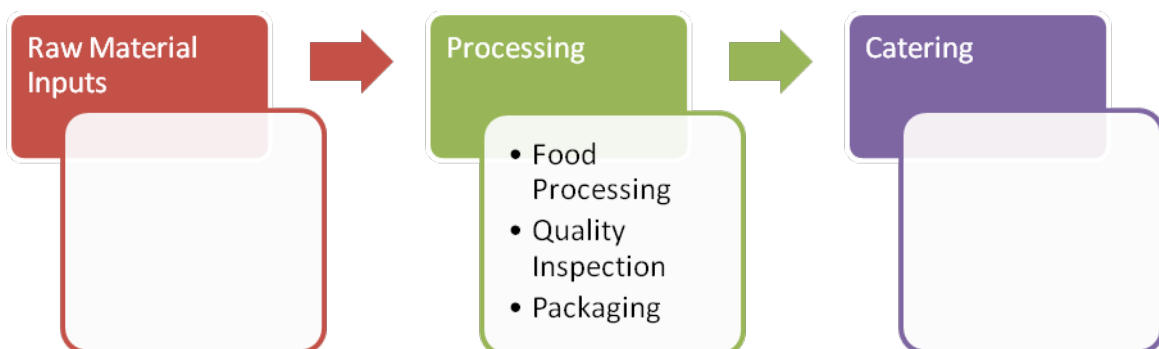 Raw Material
Inputs
Processing
• Food
Processing
• Quality
Inspection
• Packaging
Catering